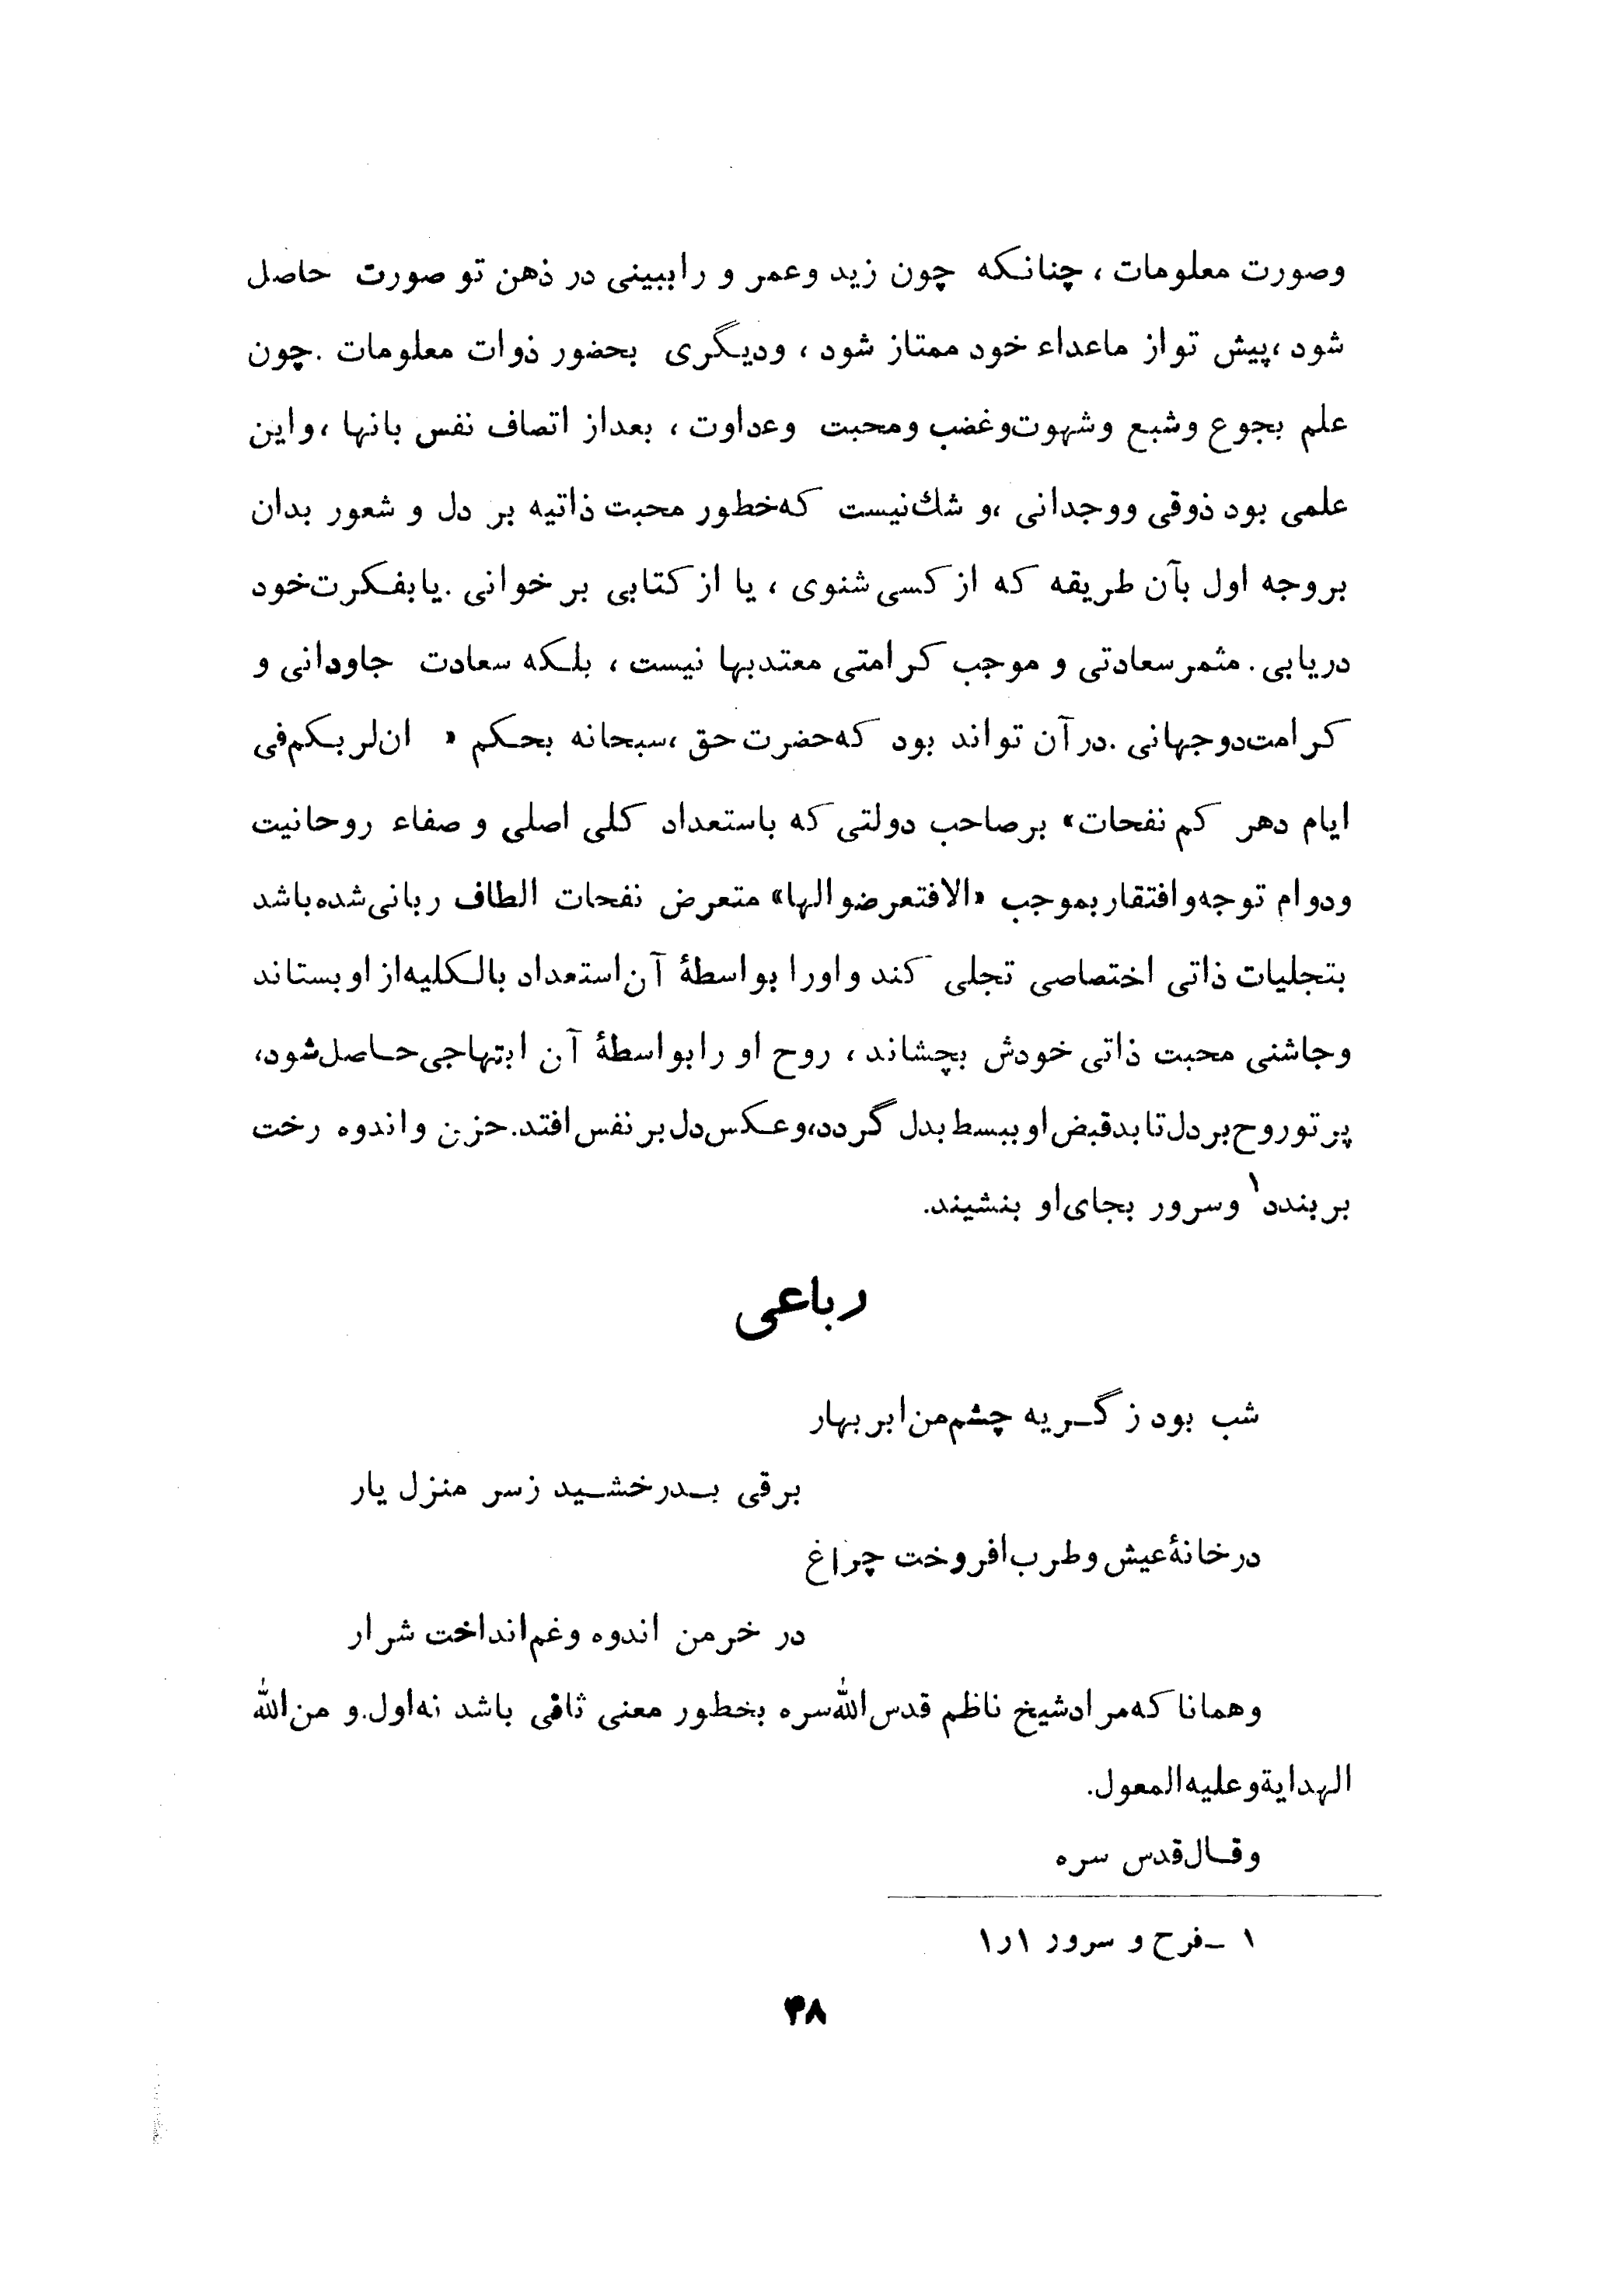 وصورت معلومات ، چنانکه چون زید وعمر و راببینی در ذهن تو صورت حاصل
شود ،پیش تو از ماعداء خود ممتاز شود ، ودیگری بحضور ذوات معلومات .چون
علم بجوع وشبع وشهوت‌وغضب ومحبت وعداوت ، بعداز اتصاف نفس بانها ،واین
علمی بود ذوقی ووجدانی ،و شك‌نیست که‌خطور محبت ذاتیه بر دل و شعور بدان
بروجه اول بآن طریقه که از کسی شنوی ، یا از کتابی بر خوانی .یابفکرت‌خود
دریابی. مثمر سعادتی و موجب کرامتی معتدبها نیست ، بلکه سعادت جاودانی و
کرامت‌دوجهانی .در آن تواند بود که‌حضرت حق ،سبحانه بحکم « ان‌لربکم‌فی
ایام دهر کم نفحات» برصاحب دولتی که باستعداد کلی اصلی و صفاء روحانیت
ودوام توجه‌وافتقار بموجب «الافتعرضوالها» متعرض نفحات الطاف ربانی‌شده‌باشد
بتجلیات ذاتی اختصاصی تجلی کند واورا بواسطهٔ آن‌استعداد بالکلیه‌از اوبستاند
وچاشنی محبت ذاتی خودش بچشاند ، روح او رابواسطهٔ آن ابتهاجی‌حاصل‌شود،
پرتوروح‌بردل‌تابدقبض‌اوببسط‌بدل گردد،وعکس‌دل‌برنفس‌افتد.حزن واندوه رخت
بربندد۱ وسرور بجای‌او بنشیند.
رباعی
شب بود ز گریه چشم‌من‌ابر بهار
برقی بدرخشید زسر منزل یار
درخانهٔ‌عیش وطرب‌افروخت چراغ
در خرمن اندوه وغم‌انداخت شرار
وهمانا که‌مرادشیخ ناظم قدس‌الله‌سره بخطور معنی ثانی باشد نه‌اول.و من‌الله
الهدایةوعلیه‌المعول.
وقال‌قدس سره
۱ -فرح و سرور ۱ر۱
۴۸